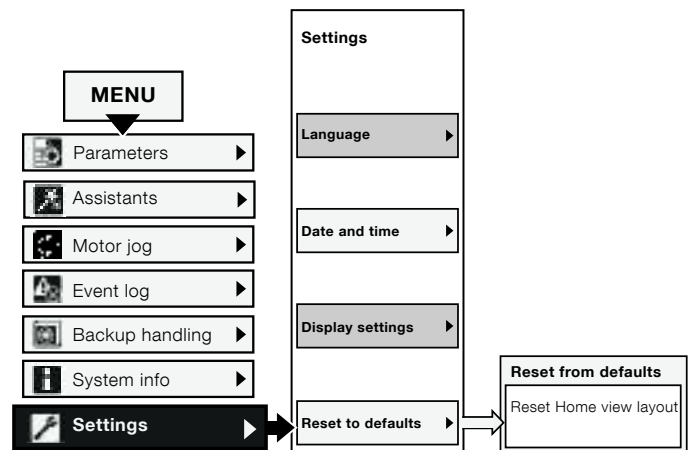 MENU
Parameters
Assistants
Motor jog
Event log
Backup handling
System info
Settings
Settings
Language
Date and time
Display settings
Reset to defaults
Reset from defaults
Reset Home view layout